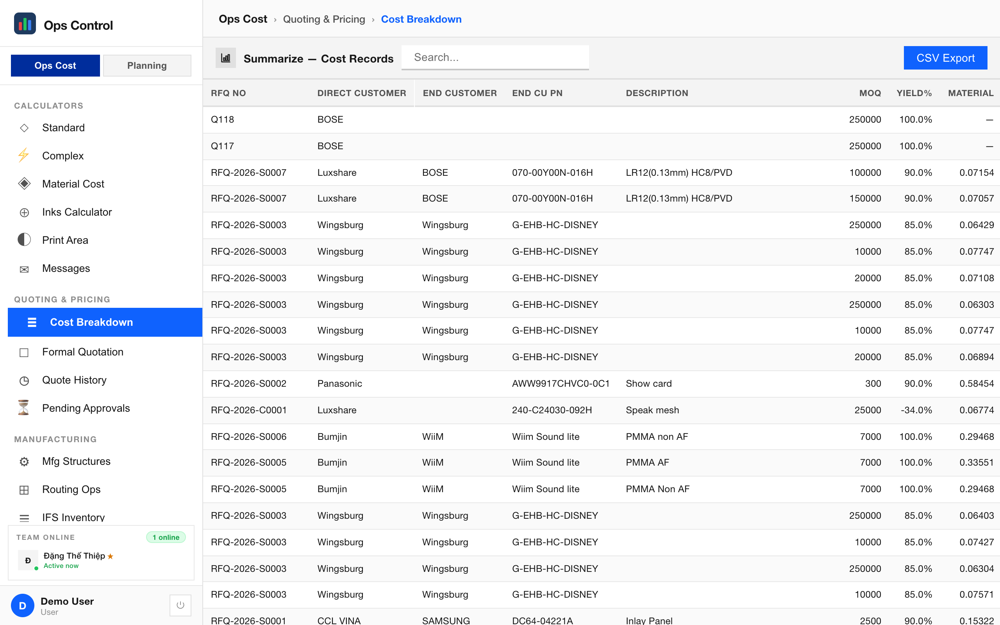 Ops Control
Ops Cost
Planning
CALCULATORS
Standard
Complex
Material Cost
Inks Calculator
Print Area
Messages
QUOTING & PRICING
Cost Breakdown
Formal Quotation
Quote History
Pending Approvals
MANUFACTURING
Mfg Structures
Routing Ops
IFS Inventory
TEAM ONLINE
1 online
Đ
Đặng Thế Thiệp
Active now
D
Demo User
User
Ops Cost › Quoting & Pricing › Cost Breakdown
Summarize — Cost Records
Search...
CSV Export
RFQ NO DIRECT CUSTOMER END CUSTOMER END CU PN DESCRIPTION MOQ YIELD% MATERIAL
Q118 BOSE 250000 100.0% —
Q117 BOSE 250000 100.0% —
RFQ-2026-S0007 Luxshare BOSE 070-00Y00N-016H LR12(0.13mm) HC8/PVD 100000 90.0% 0.07154
RFQ-2026-S0007 Luxshare BOSE 070-00Y00N-016H LR12(0.13mm) HC8/PVD 150000 90.0% 0.07057
RFQ-2026-S0003 Wingsburg Wingsburg G-EHB-HC-DISNEY 250000 85.0% 0.06429
RFQ-2026-S0003 Wingsburg Wingsburg G-EHB-HC-DISNEY 10000 85.0% 0.07747
RFQ-2026-S0003 Wingsburg Wingsburg G-EHB-HC-DISNEY 20000 85.0% 0.07108
RFQ-2026-S0003 Wingsburg Wingsburg G-EHB-HC-DISNEY 250000 85.0% 0.06303
RFQ-2026-S0003 Wingsburg Wingsburg G-EHB-HC-DISNEY 10000 85.0% 0.07747
RFQ-2026-S0003 Wingsburg Wingsburg G-EHB-HC-DISNEY 20000 85.0% 0.06894
RFQ-2026-S0002 Panasonic AWW9917CHVC0-0C1 Show card 300 90.0% 0.58454
RFQ-2026-C0001 Luxshare 240-C24030-092H Speak mesh 25000 -34.0% 0.06774
RFQ-2026-S0006 Bumjin WiiM Wiim Sound lite PMMA non AF 7000 100.0% 0.29468
RFQ-2026-S0005 Bumjin WiiM Wiim Sound lite PMMA AF 7000 100.0% 0.33551
RFQ-2026-S0005 Bumjin WiiM Wiim Sound lite PMMA Non AF 7000 100.0% 0.29468
RFQ-2026-S0003 Wingsburg Wingsburg G-EHB-HC-DISNEY 250000 85.0% 0.06403
RFQ-2026-S0003 Wingsburg Wingsburg G-EHB-HC-DISNEY 10000 85.0% 0.07427
RFQ-2026-S0003 Wingsburg Wingsburg G-EHB-HC-DISNEY 250000 85.0% 0.06304
RFQ-2026-S0003 Wingsburg Wingsburg G-EHB-HC-DISNEY 10000 85.0% 0.07571
RFQ-2026-S0001 CCL VINA SAMSUNG DC64-04221A Inlay Panel 2500 90.0% 0.15322